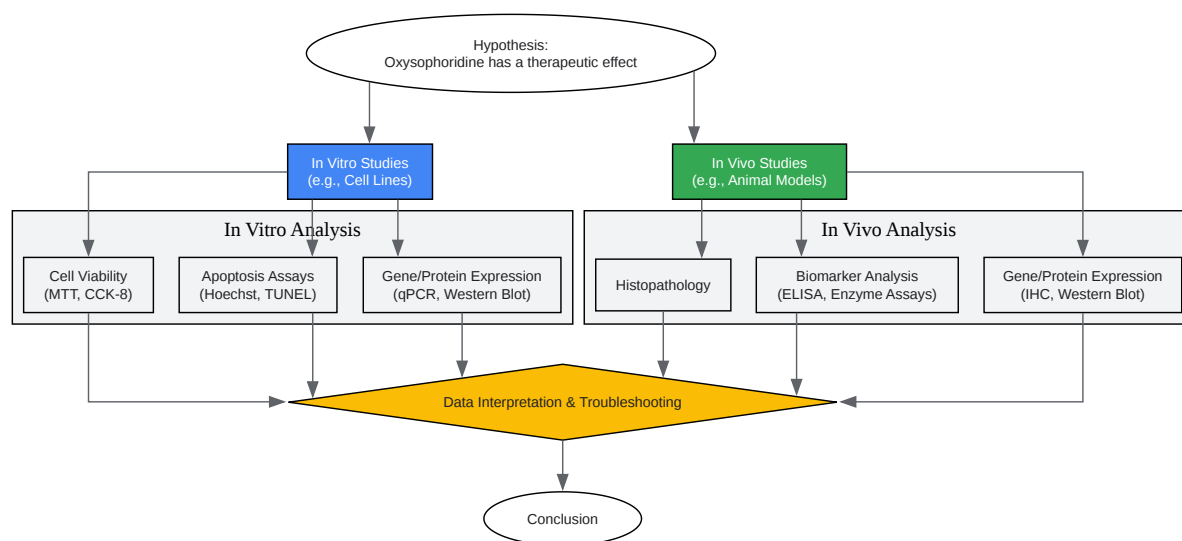 Hypothesis:
Oxysophoridine has a therapeutic effect
In Vitro Studies
(e.g., Cell Lines)
In Vivo Studies
(e.g., Animal Models)
In Vitro Analysis
In Vivo Analysis
Cell Viability
(MTT, CCK-8)
Apoptosis Assays
(Hoechst, TUNEL)
Gene/Protein Expression
(qPCR, Western Blot)
Histopathology
Biomarker Analysis
(ELISA, Enzyme Assays)
Gene/Protein Expression
(IHC, Western Blot)
Data Interpretation & Troubleshooting
Conclusion